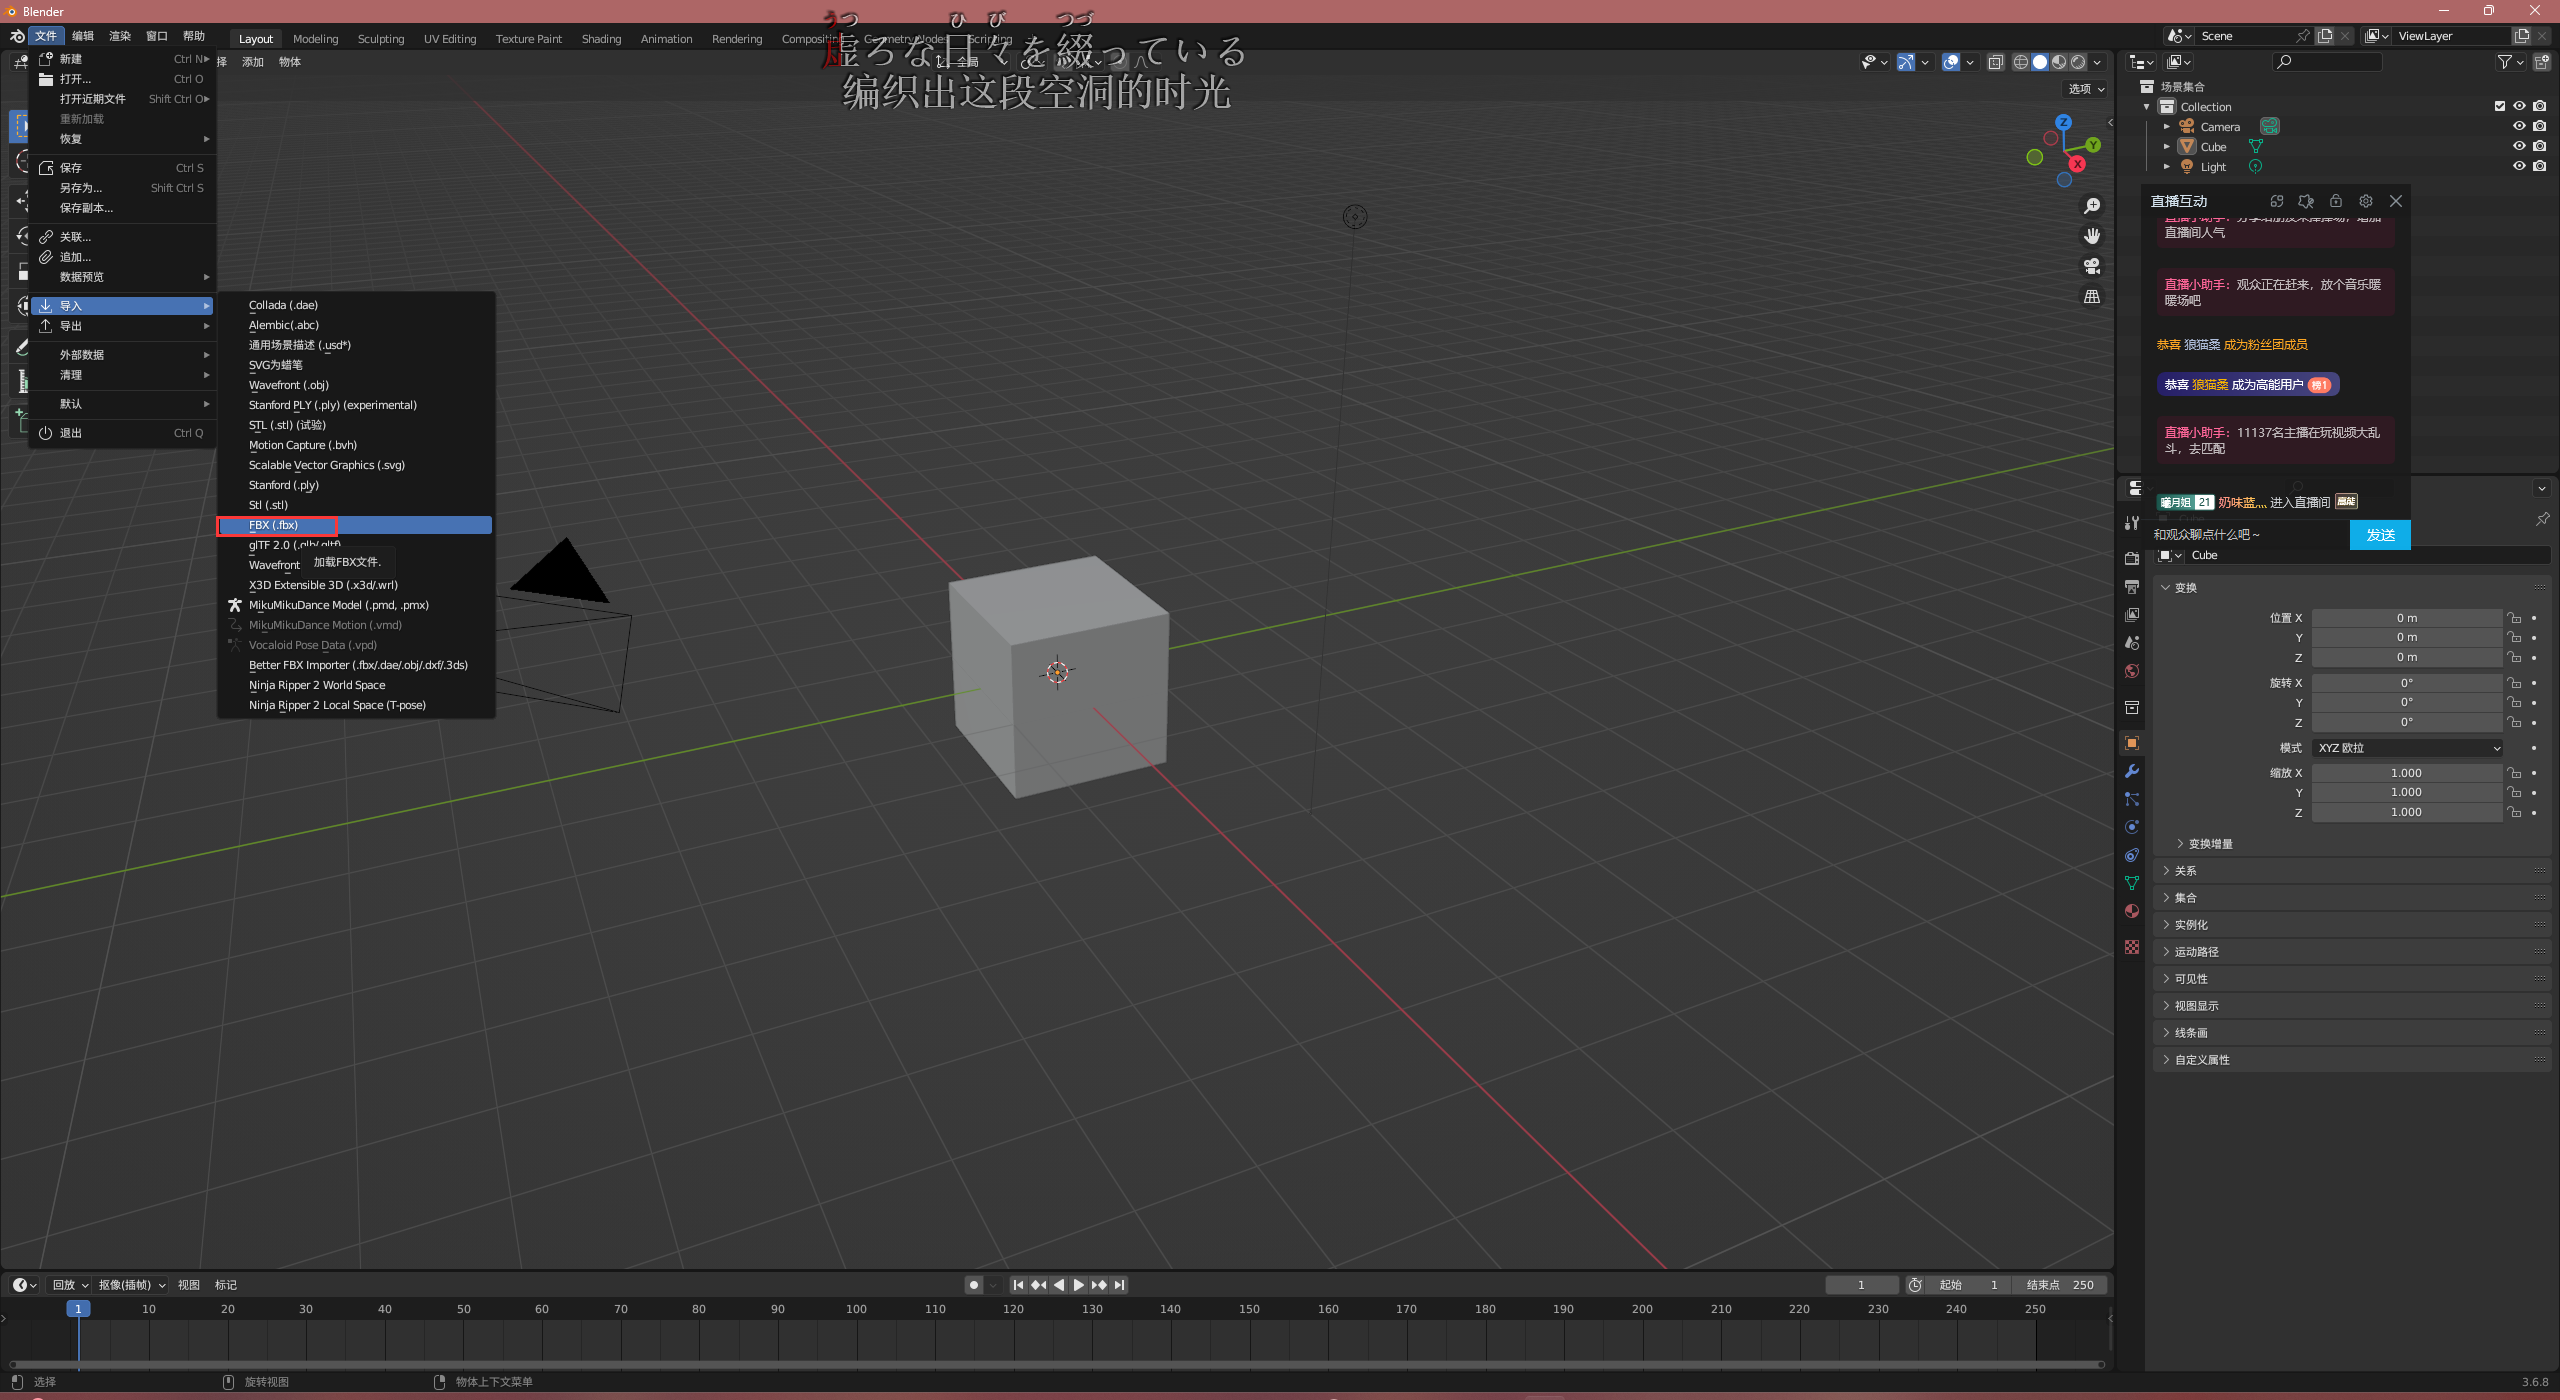 Blender
文件 编辑 渲染 窗口 帮助
Layout Modeling Sculpting UV Editing Texture Paint Shading Animation Rendering
Scene
ViewLayer
うつ ひ び つづ
虚ろな日々を綴っている
编织出这段空洞的时光
择 添加 物体
全局
选项
新建 Ctrl N
打开... Ctrl O
打开近期文件 Shift Ctrl O
重新加载
恢复
保存 Ctrl S
另存为... Shift Ctrl S
保存副本...
关联...
追加...
数据预览
导入
导出
外部数据
清理
默认
退出 Ctrl Q
Collada (.dae)
Alembic(.abc)
通用场景描述 (.usd*)
SVG为蜡笔
Wavefront (.obj)
Stanford PLY (.ply) (experimental)
STL (.stl) (试验)
Motion Capture (.bvh)
Scalable Vector Graphics (.svg)
Stanford (.ply)
Stl (.stl)
FBX (.fbx)
glTF 2.0 (.glb/.gltf)
Wavefront
加载FBX文件.
X3D Extensible 3D (.x3d/.wrl)
MikuMikuDance Model (.pmd, .pmx)
MikuMikuDance Motion (.vmd)
Vocaloid Pose Data (.vpd)
Better FBX Importer (.fbx/.dae/.obj/.dxf/.3ds)
Ninja Ripper 2 World Space
Ninja Ripper 2 Local Space (T-pose)
Z
Y
X
场景集合
Collection
Camera
Cube
Light
直播互动
直播间人气
直播小助手：观众正在赶来，放个音乐暖
暖场吧
恭喜 狼猫桑 成为粉丝团成员
恭喜 狼猫桑 成为高能用户 榜1
直播小助手：11137名主播在玩视频大乱
斗，去匹配
曦月姐 21 奶味蓝灬 进入直播间 高能
和观众聊点什么吧～ 发送
Cube
变换
位置 X 0 m
Y 0 m
Z 0 m
旋转 X 0°
Y 0°
Z 0°
模式 XYZ 欧拉
缩放 X 1.000
Y 1.000
Z 1.000
变换增量
关系
集合
实例化
运动路径
可见性
视图显示
线条画
自定义属性
回放 抠像(插帧) 视图 标记
1 起始 1 结束点 250
1 10 20 30 40 50 60 70 80 90 100 110 120 130 140 150 160 170 180 190 200 210 220 230 240 250
选择 旋转视图 物体上下文菜单
3.6.8